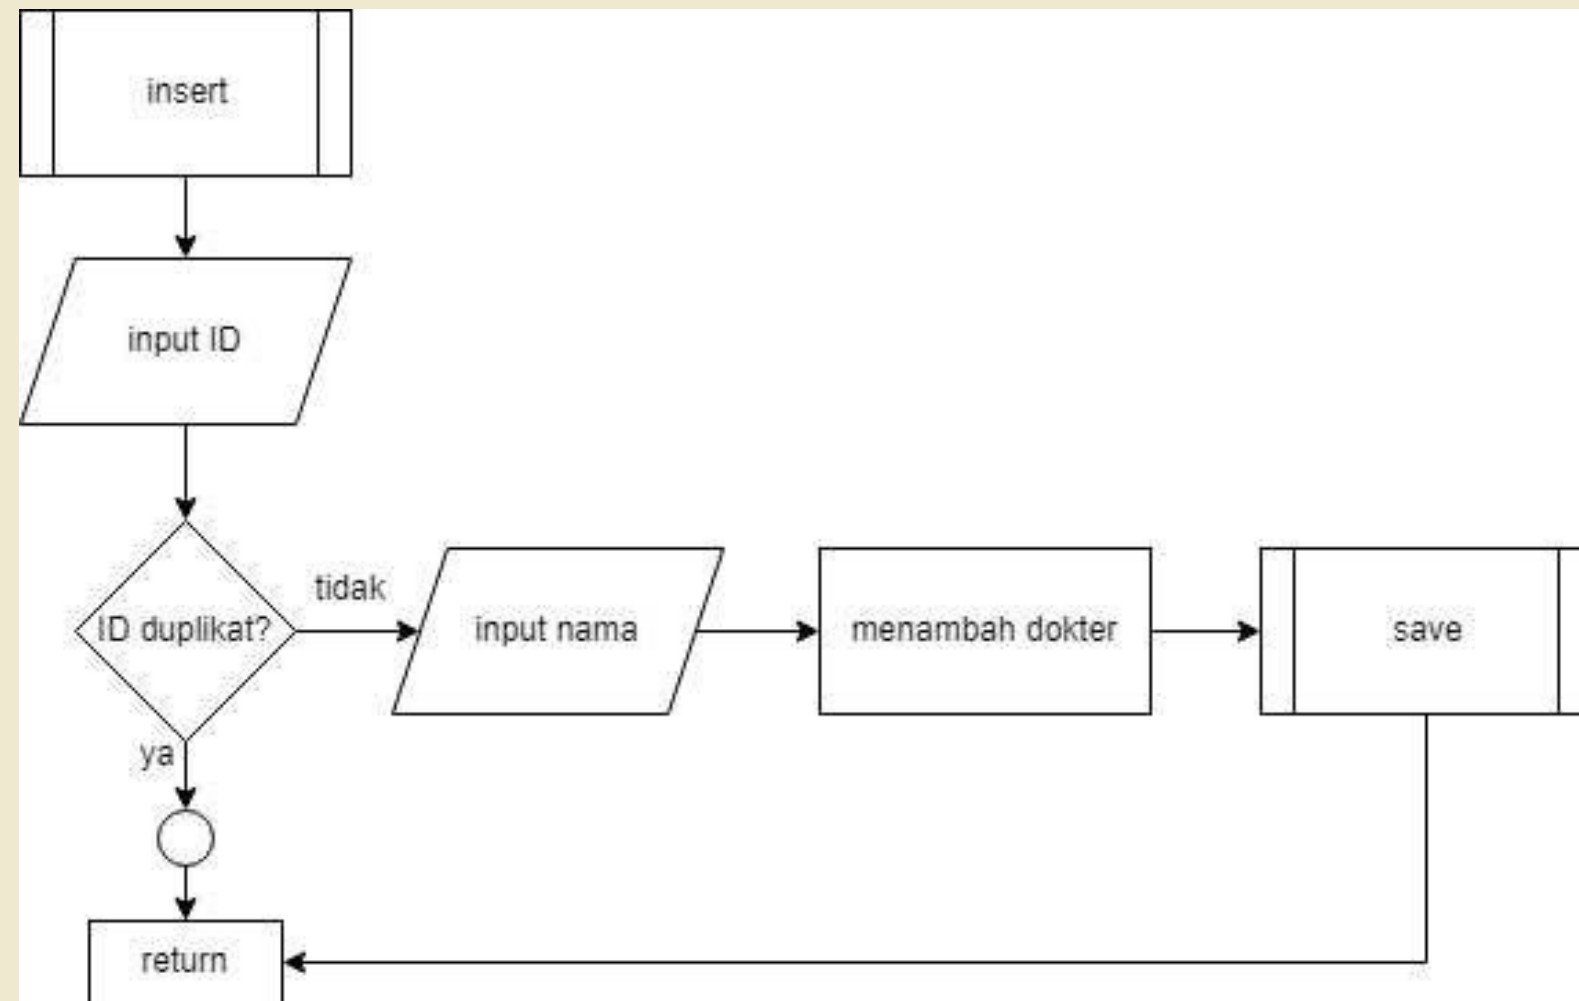 insert
input ID
ID duplikat?
tidak
input nama
menambah dokter
save
ya
return